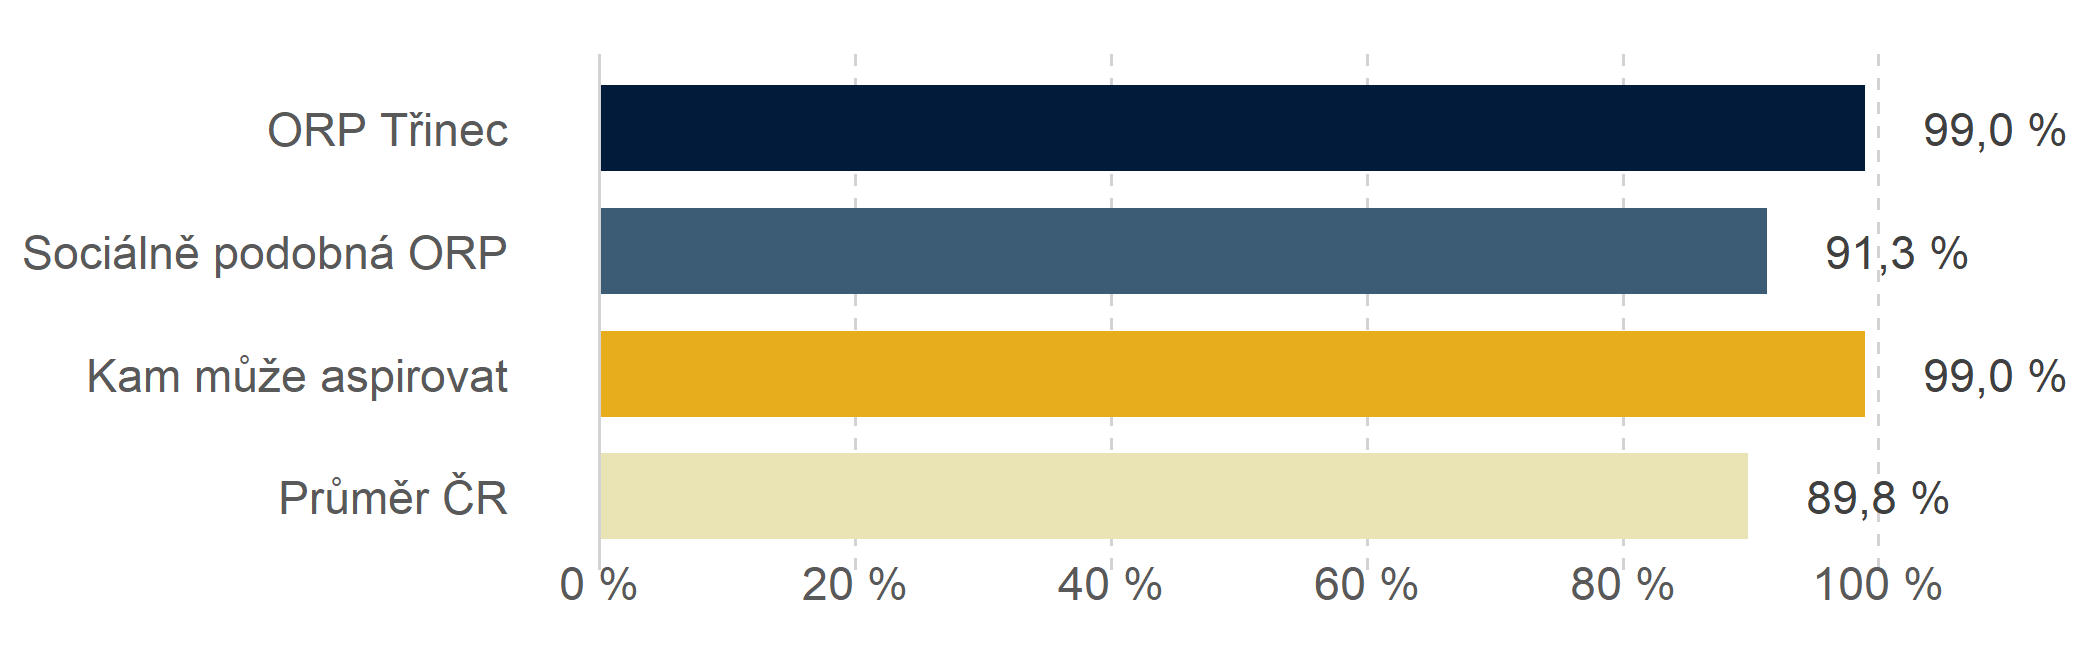 ORP Třinec 99,0 %
Sociálně podobná ORP 91,3 %
Kam může aspirovat 99,0 %
Průměr ČR 89,8 %
0 % 20 % 40 % 60 % 80 % 100 %